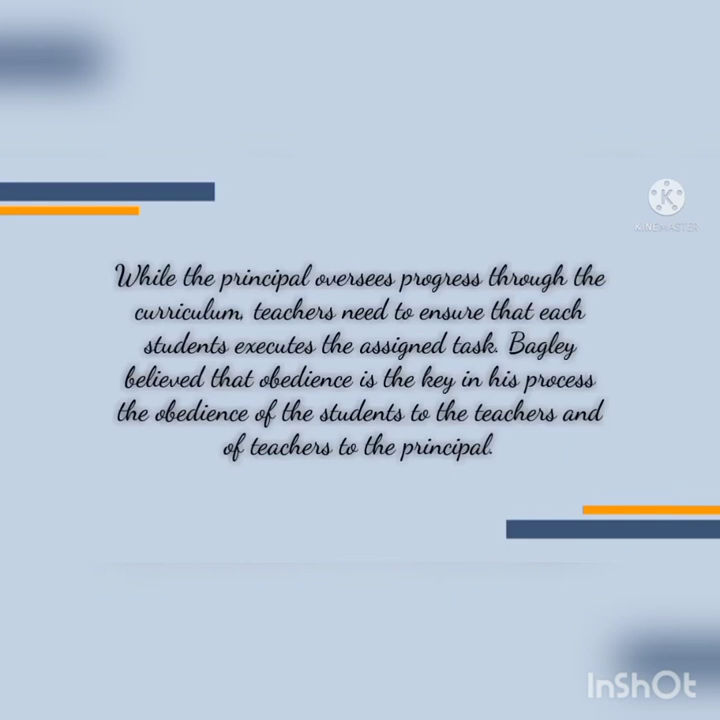 K
KINEMASTER
While the principal oversees progress through the
curriculum, teachers need to ensure that each
students executes the assigned task. Bagley
believed that obedience is the key in his process
the obedience of the students to the teachers and
of teachers to the principal.
InShOt